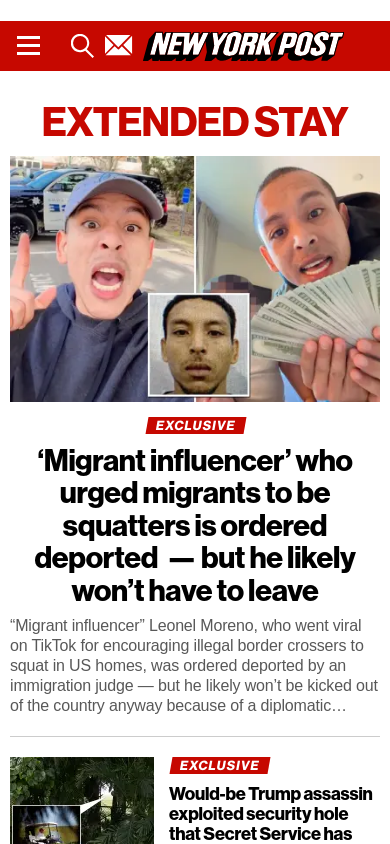 NEW YORK POST
EXTENDED STAY
EXCLUSIVE
‘Migrant influencer’ who
urged migrants to be
squatters is ordered
deported — but he likely
won’t have to leave
“Migrant influencer” Leonel Moreno, who went viral
on TikTok for encouraging illegal border crossers to
squat in US homes, was ordered deported by an
immigration judge — but he likely won’t be kicked out
of the country anyway because of a diplomatic…
EXCLUSIVE
Would-be Trump assassin
exploited security hole
that Secret Service has